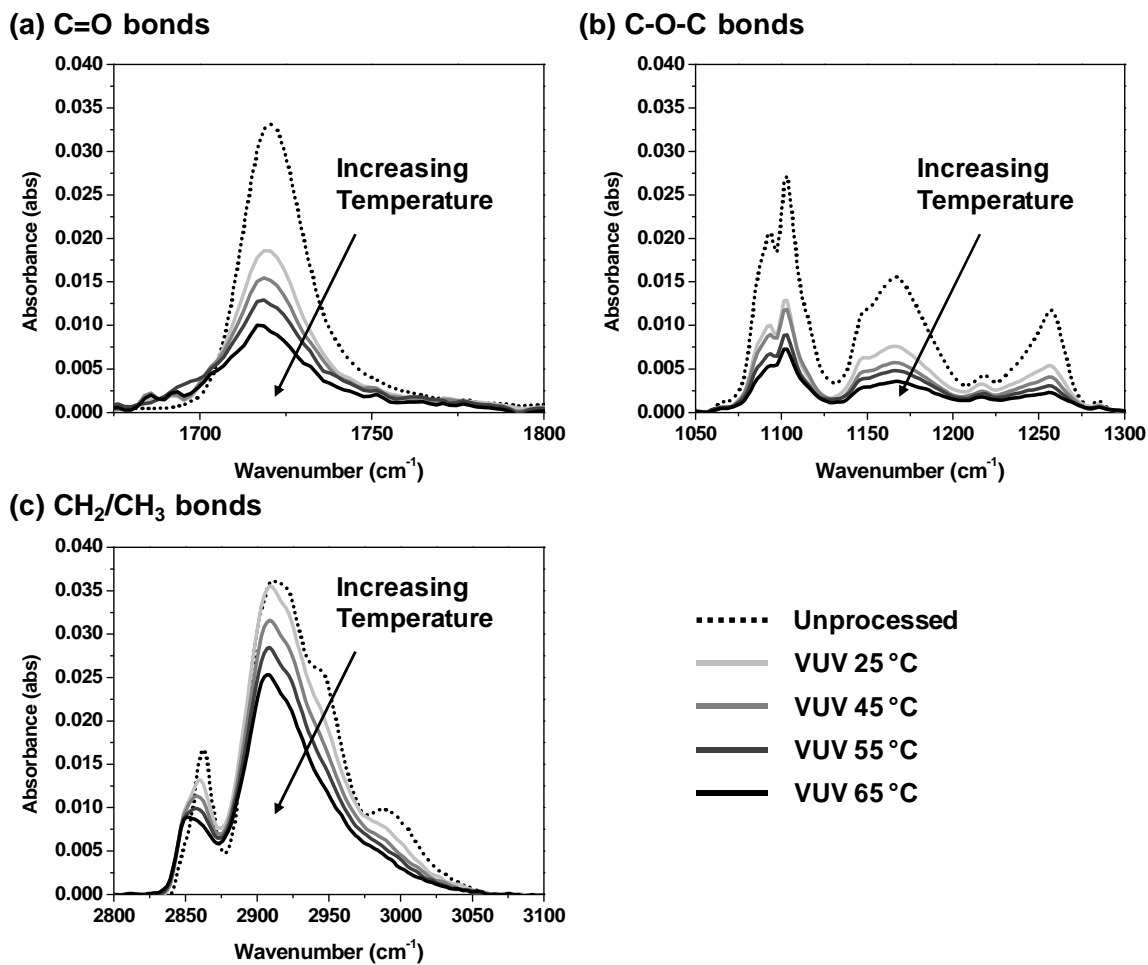 (a) C=O bonds
0.040
0.035
0.030
0.025
0.020
0.015
0.010
0.005
0.000
Absorbance (abs)
Increasing
Temperature
1700
1750
1800
Wavenumber (cm⁻¹)
(b) C-O-C bonds
0.040
0.035
0.030
0.025
0.020
0.015
0.010
0.005
0.000
Absorbance (abs)
Increasing
Temperature
1050
1100
1150
1200
1250
1300
Wavenumber (cm⁻¹)
(c) CH₂/CH₃ bonds
0.040
0.035
0.030
0.025
0.020
0.015
0.010
0.005
0.000
Absorbance (abs)
Increasing
Temperature
2800
2850
2900
2950
3000
3050
3100
Wavenumber (cm⁻¹)
Unprocessed
VUV 25 °C
VUV 45 °C
VUV 55 °C
VUV 65 °C